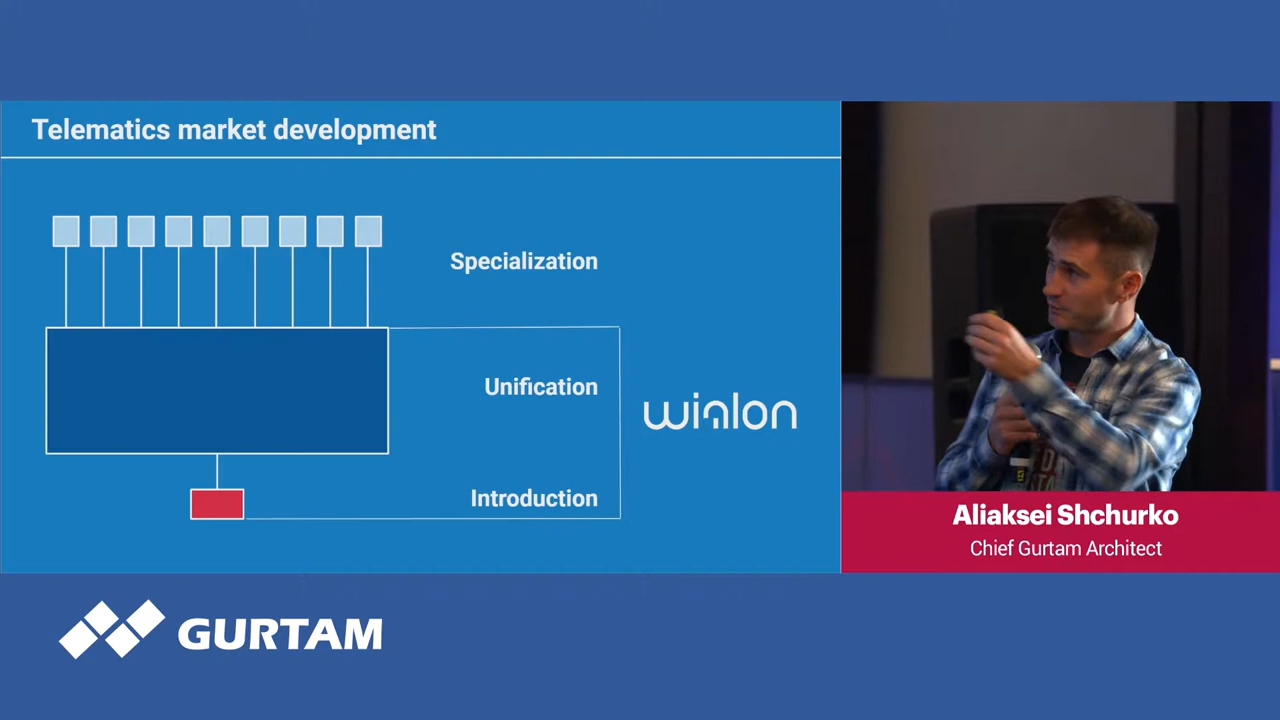 Telematics market development
Specialization
Unification
wialon
Introduction
Aliaksei Shchurko
Chief Gurtam Architect
GURTAM